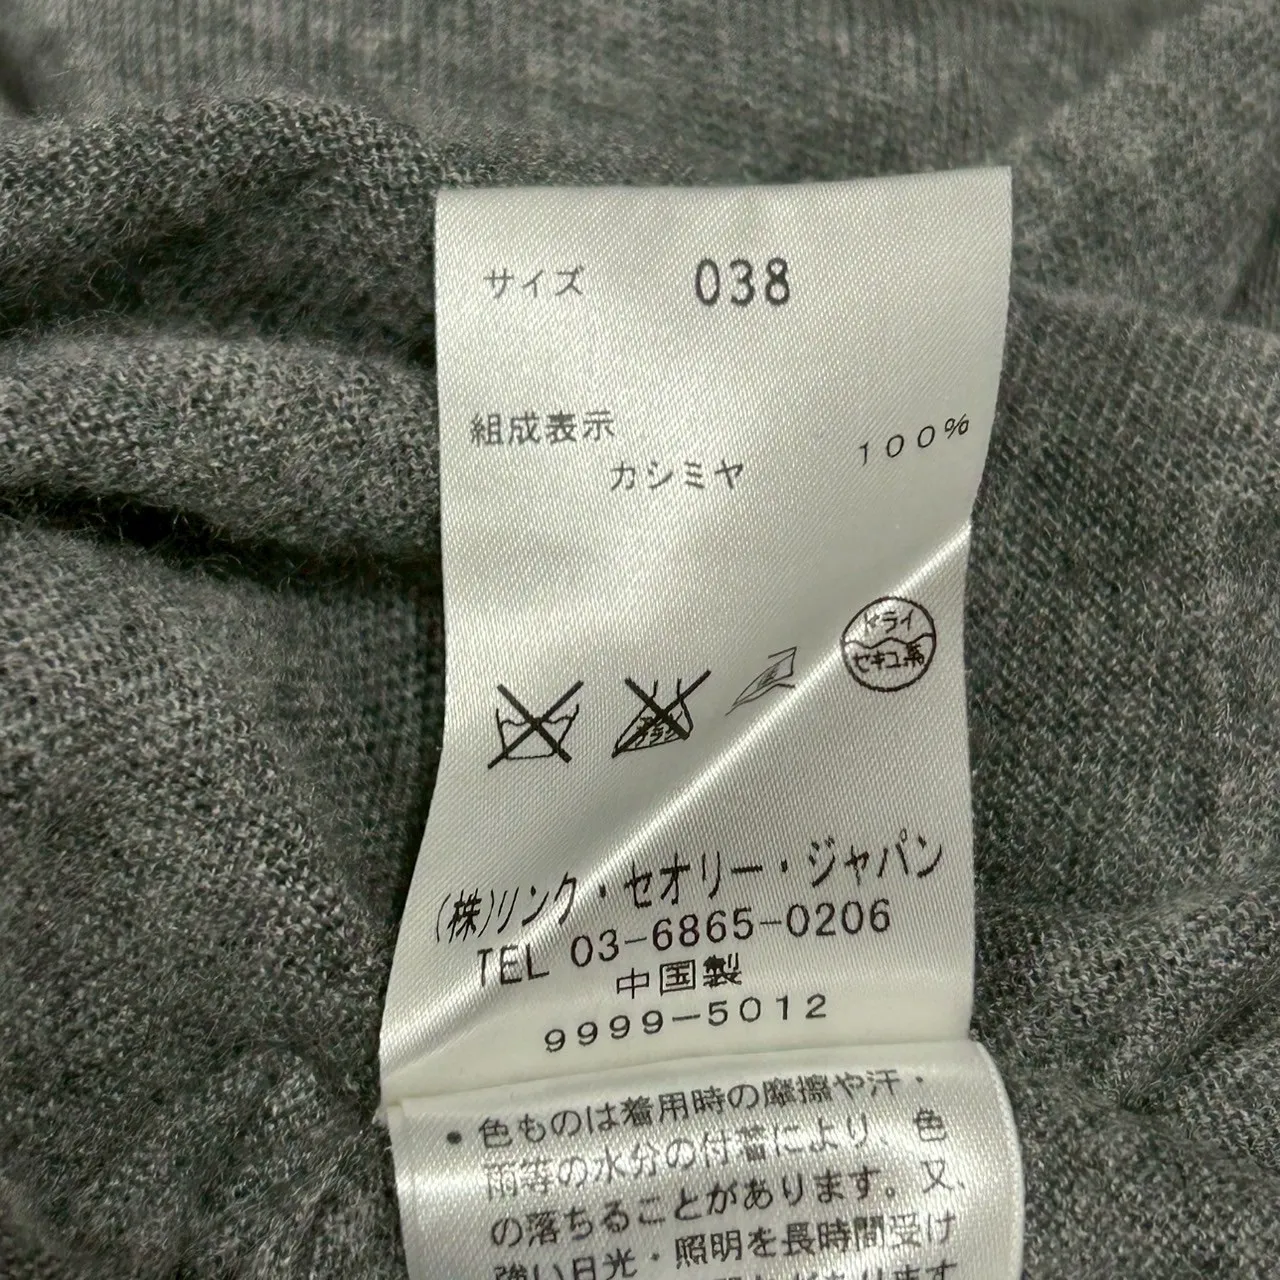 サイズ 038
組成表示
カシミヤ 100%
ドライ
セキユ系
(株)リンク・セオリー・ジャパン
TEL 03-6865-0206
中国製
9999-5012
• 色ものは着用時の摩擦や汗・
雨等の水分の付着により、色
の落ちることがあります。又、
強い日光・照明を長時間受け